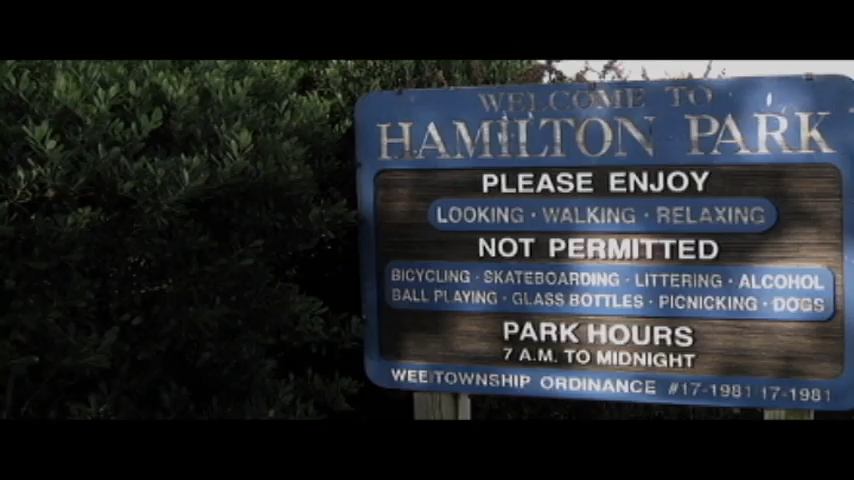 WELCOME TO
HAMILTON PARK
PLEASE ENJOY
LOOKING · WALKING · RELAXING
NOT PERMITTED
BICYCLING · SKATEBOARDING · LITTERING · ALCOHOL
BALL PLAYING · GLASS BOTTLES · PICNICKING · DOGS
PARK HOURS
7 A.M. TO MIDNIGHT
WEE TOWNSHIP ORDINANCE #17-1981 17-1981